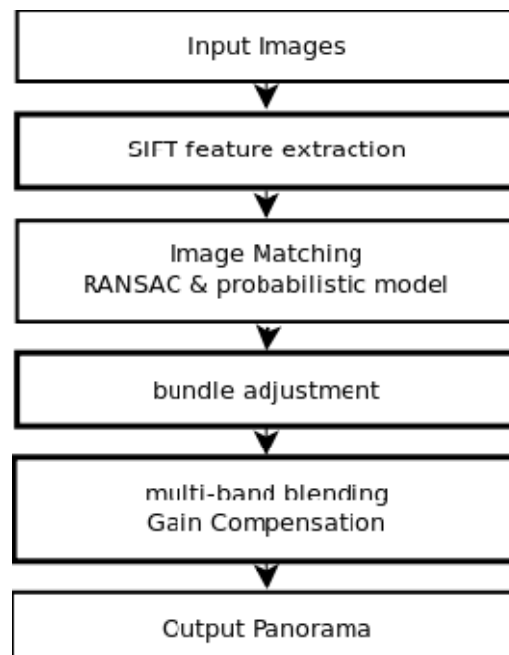 Input Images
SIFT feature extraction
Image Matching
RANSAC & probabilistic model
bundle adjustment
multi-band blending
Gain Compensation
Output Panorama